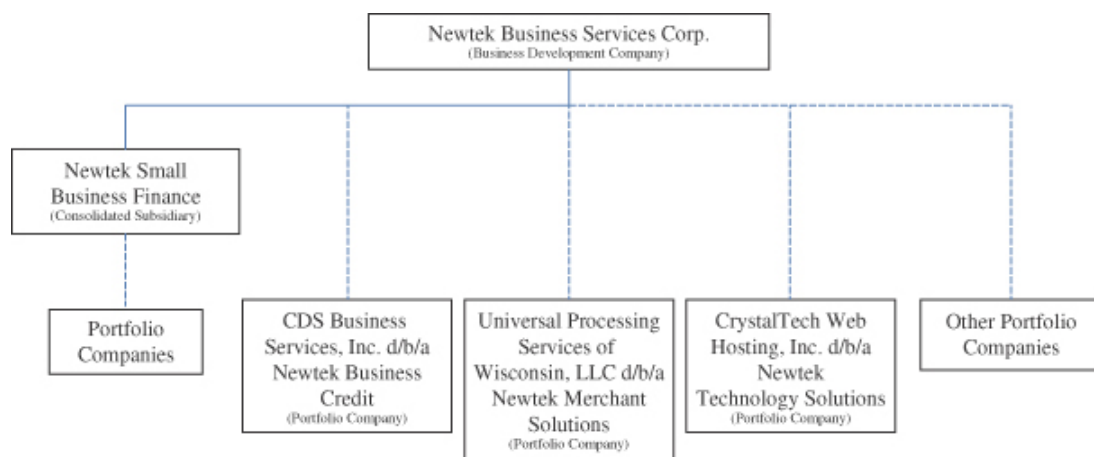 Newtek Business Services Corp.
(Business Development Company)
Newtek Small
Business Finance
(Consolidated Subsidiary)
Portfolio
Companies
CDS Business
Services, Inc. d/b/a
Newtek Business
Credit
(Portfolio Company)
Universal Processing
Services of
Wisconsin, LLC d/b/a
Newtek Merchant
Solutions
(Portfolio Company)
CrystalTech Web
Hosting, Inc. d/b/a
Newtek
Technology Solutions
(Portfolio Company)
Other Portfolio
Companies